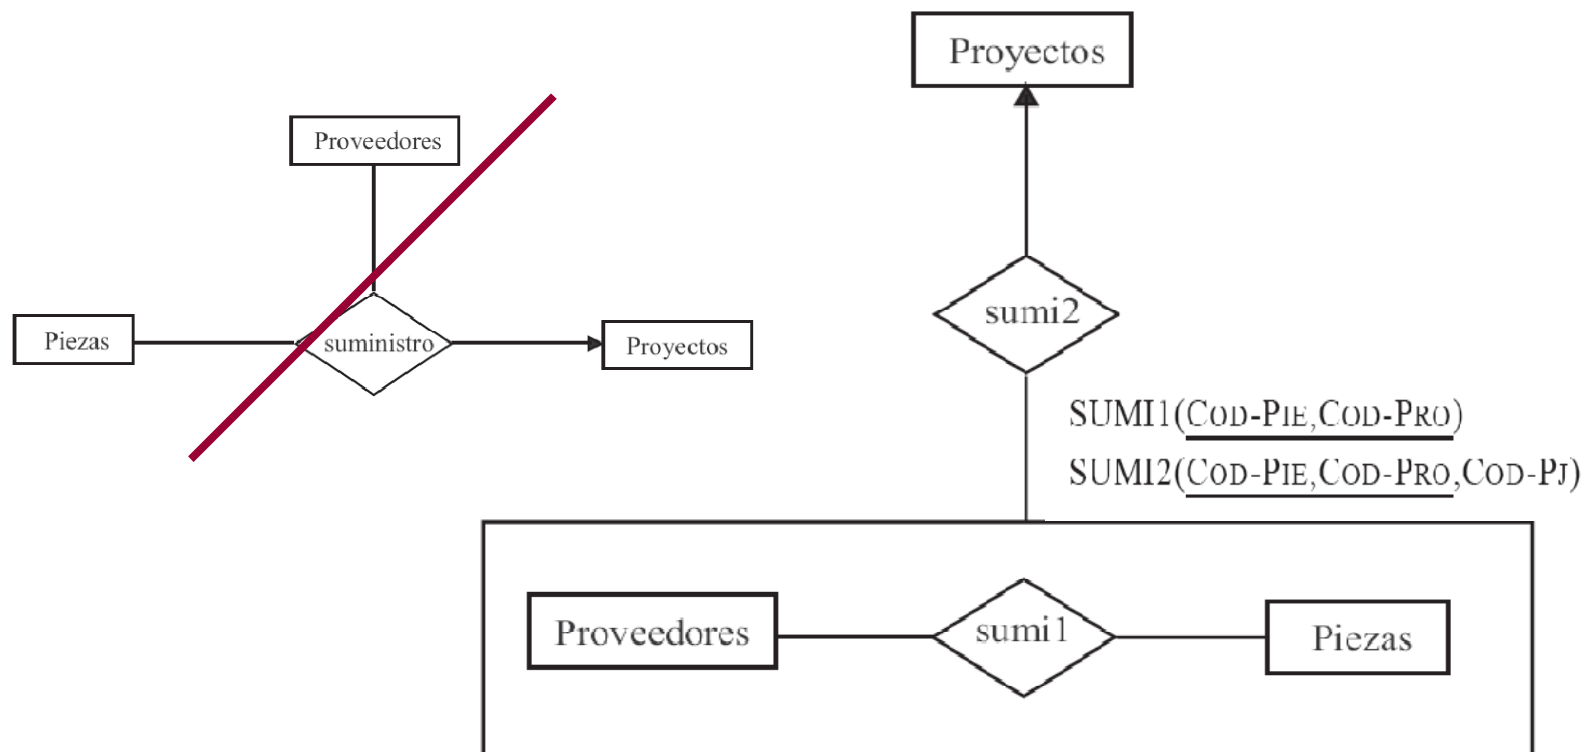 Proyectos
Proveedores
Piezas
suministro
Proyectos
sumi2
SUMI1(COD-PIE,COD-PRO)
SUMI2(COD-PIE,COD-PRO,COD-PJ)
Proveedores
sumi1
Piezas